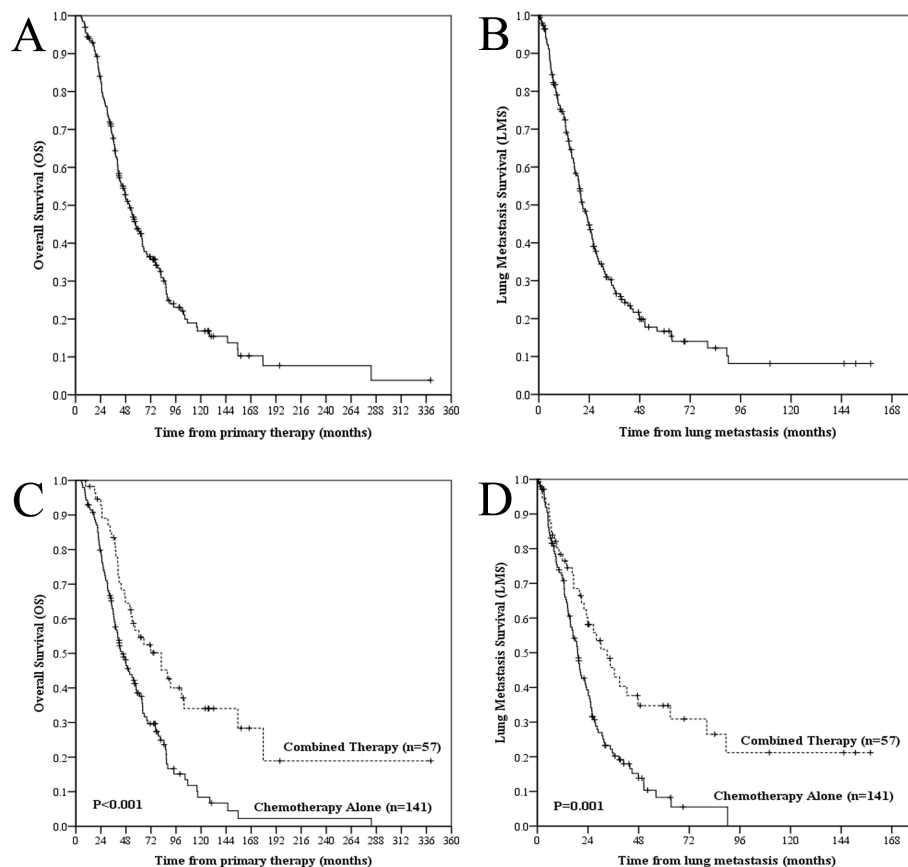 A
Overall Survival (OS)
1.0
0.9
0.8
0.7
0.6
0.5
0.4
0.3
0.2
0.1
0.0
0 24 48 72 96 120 144 168 192 216 240 264 288 312 336 360
Time from primary therapy (months)
B
Lung Metastasis Survival (LMS)
1.0
0.9
0.8
0.7
0.6
0.5
0.4
0.3
0.2
0.1
0.0
0 24 48 72 96 120 144 168
Time from lung metastasis (months)
C
Overall Survival (OS)
1.0
0.9
0.8
0.7
0.6
0.5
0.4
0.3
0.2
0.1
0.0
Combined Therapy (n=57)
P<0.001
Chemotherapy Alone (n=141)
0 24 48 72 96 120 144 168 192 216 240 264 288 312 336 360
Time from primary therapy (months)
D
Lung Metastasis Survival (LMS)
1.0
0.9
0.8
0.7
0.6
0.5
0.4
0.3
0.2
0.1
0.0
Combined Therapy (n=57)
P=0.001
Chemotherapy Alone (n=141)
0 24 48 72 96 120 144 168
Time from lung metastasis (months)